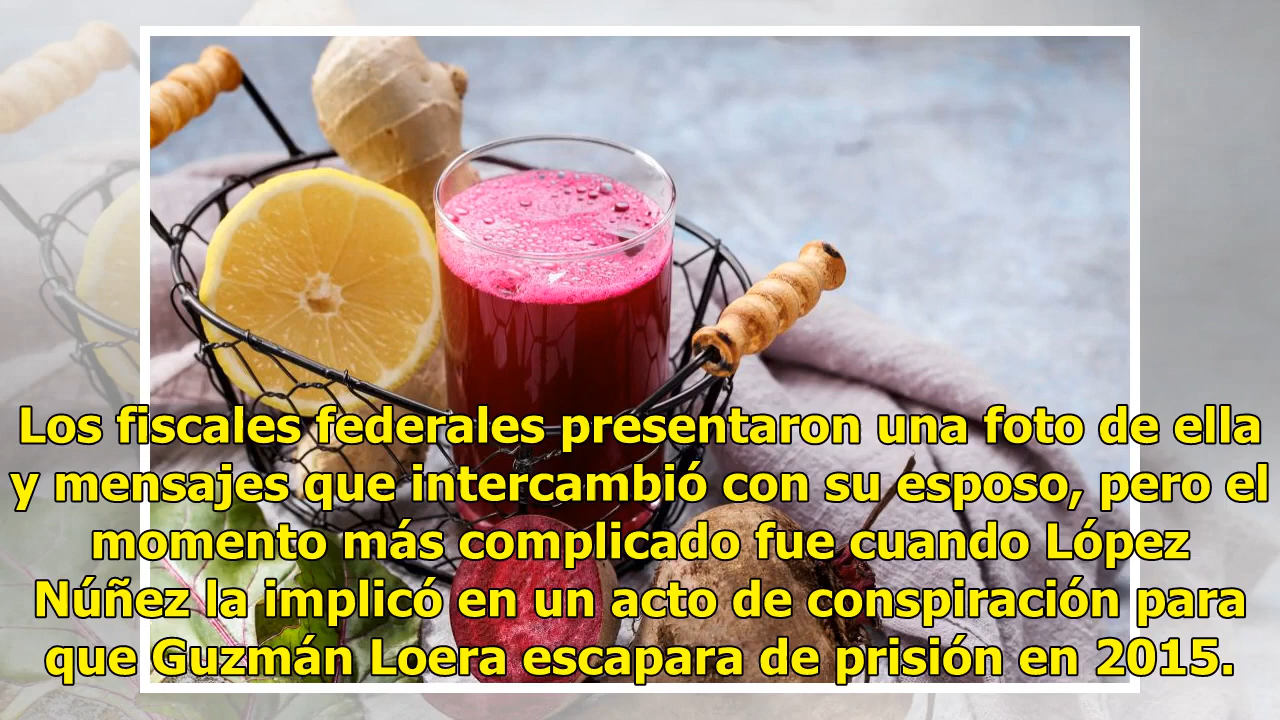 Los fiscales federales presentaron una foto de ella
y mensajes que intercambió con su esposo, pero el
momento más complicado fue cuando López
Núñez la implicó en un acto de conspiración para
que Guzmán Loera escapara de prisión en 2015.